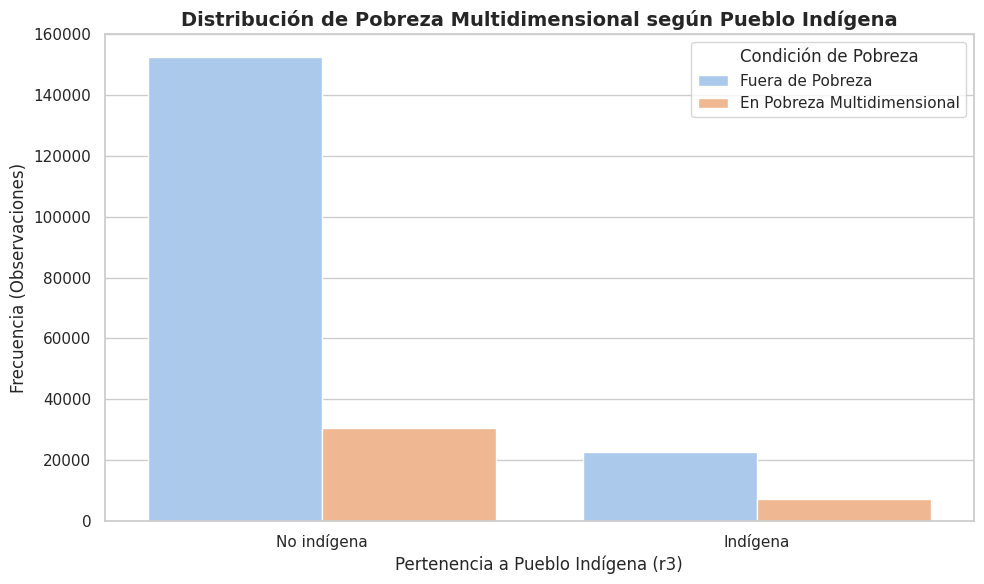 Distribución de Pobreza Multidimensional según Pueblo Indígena
160000
140000
120000
100000
80000
60000
40000
20000
0
Frecuencia (Observaciones)
Condición de Pobreza
Fuera de Pobreza
En Pobreza Multidimensional
No indígena
Indígena
Pertenencia a Pueblo Indígena (r3)